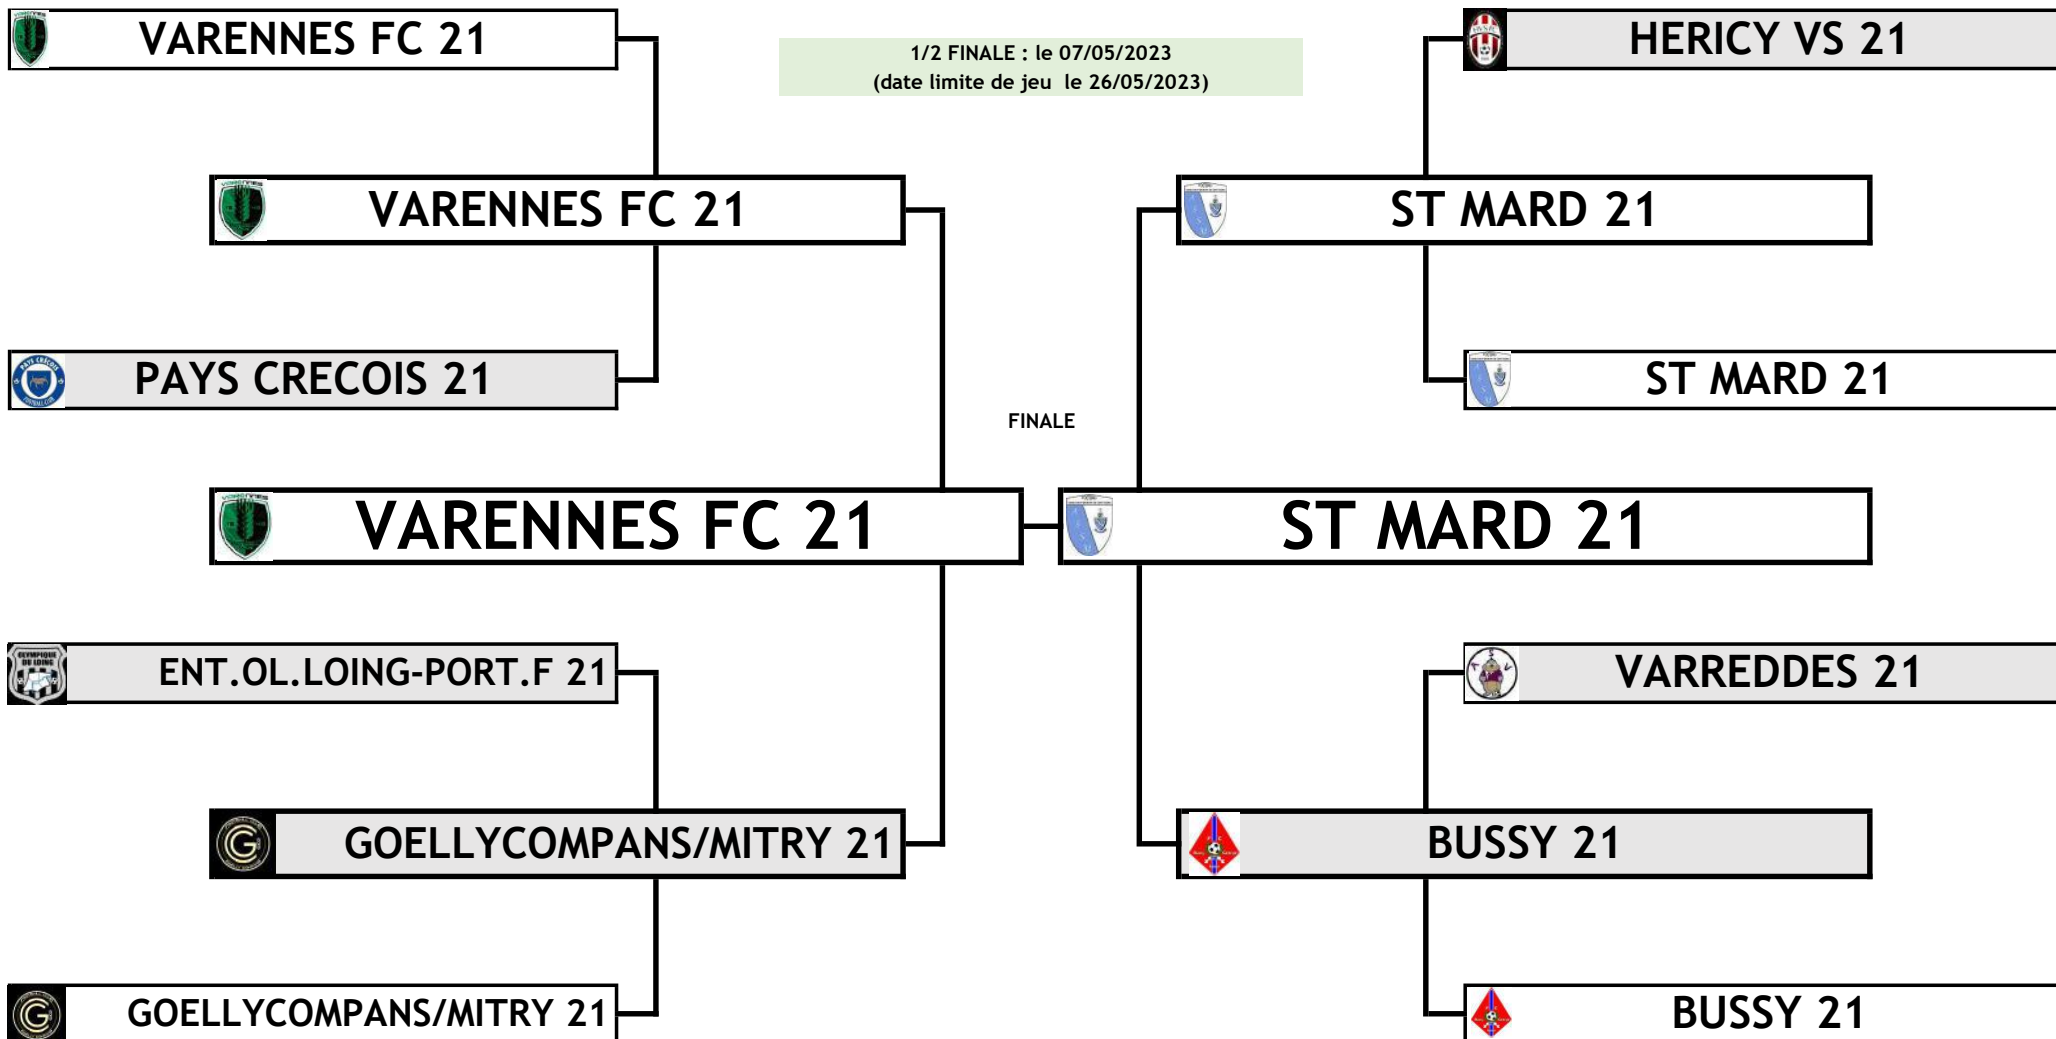 VARENNES FC 21
1/2 FINALE : le 07/05/2023
(date limite de jeu le 26/05/2023)
HERICY VS 21
VARENNES FC 21
ST MARD 21
PAYS CRECOIS 21
ST MARD 21
FINALE
VARENNES FC 21
ST MARD 21
OLYMPIQUE
DU LOING
ENT.OL.LOING-PORT.F 21
VARREDDES 21
GOELLYCOMPANS/MITRY 21
BUSSY 21
GOELLYCOMPANS/MITRY 21
BUSSY 21